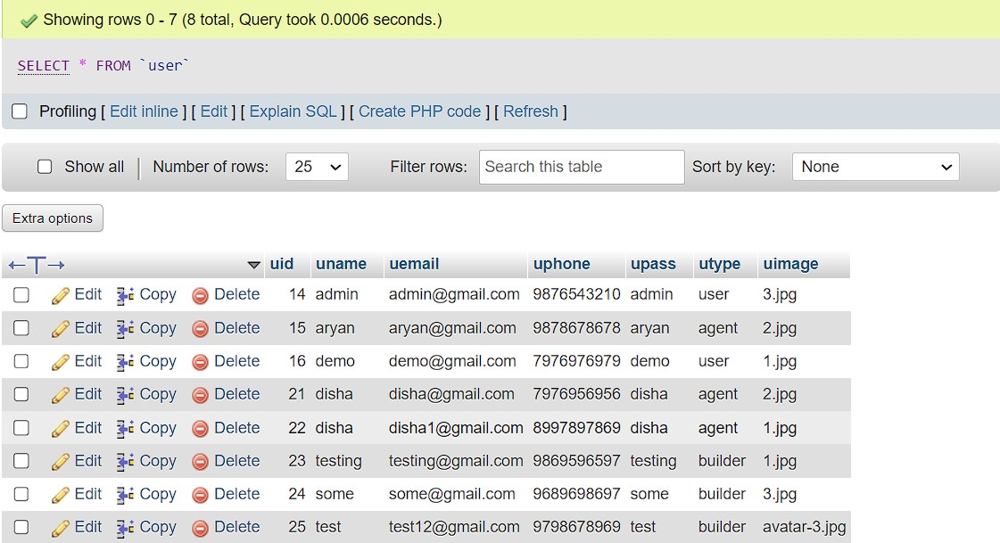 Showing rows 0 - 7 (8 total, Query took 0.0006 seconds.)
SELECT * FROM `user`
Profiling [ Edit inline ] [ Edit ] [ Explain SQL ] [ Create PHP code ] [ Refresh ]
Show all Number of rows: 25 Filter rows: Search this table Sort by key: None
Extra options
←T→ uid uname uemail uphone upass utype uimage
Edit Copy Delete 14 admin admin@gmail.com 9876543210 admin user 3.jpg
Edit Copy Delete 15 aryan aryan@gmail.com 9878678678 aryan agent 2.jpg
Edit Copy Delete 16 demo demo@gmail.com 7976976979 demo user 1.jpg
Edit Copy Delete 21 disha disha@gmail.com 7976956956 disha agent 2.jpg
Edit Copy Delete 22 disha disha1@gmail.com 8997897869 disha agent 1.jpg
Edit Copy Delete 23 testing testing@gmail.com 9869596597 testing builder 1.jpg
Edit Copy Delete 24 some some@gmail.com 9689698697 some builder 3.jpg
Edit Copy Delete 25 test test12@gmail.com 9798678969 test builder avatar-3.jpg